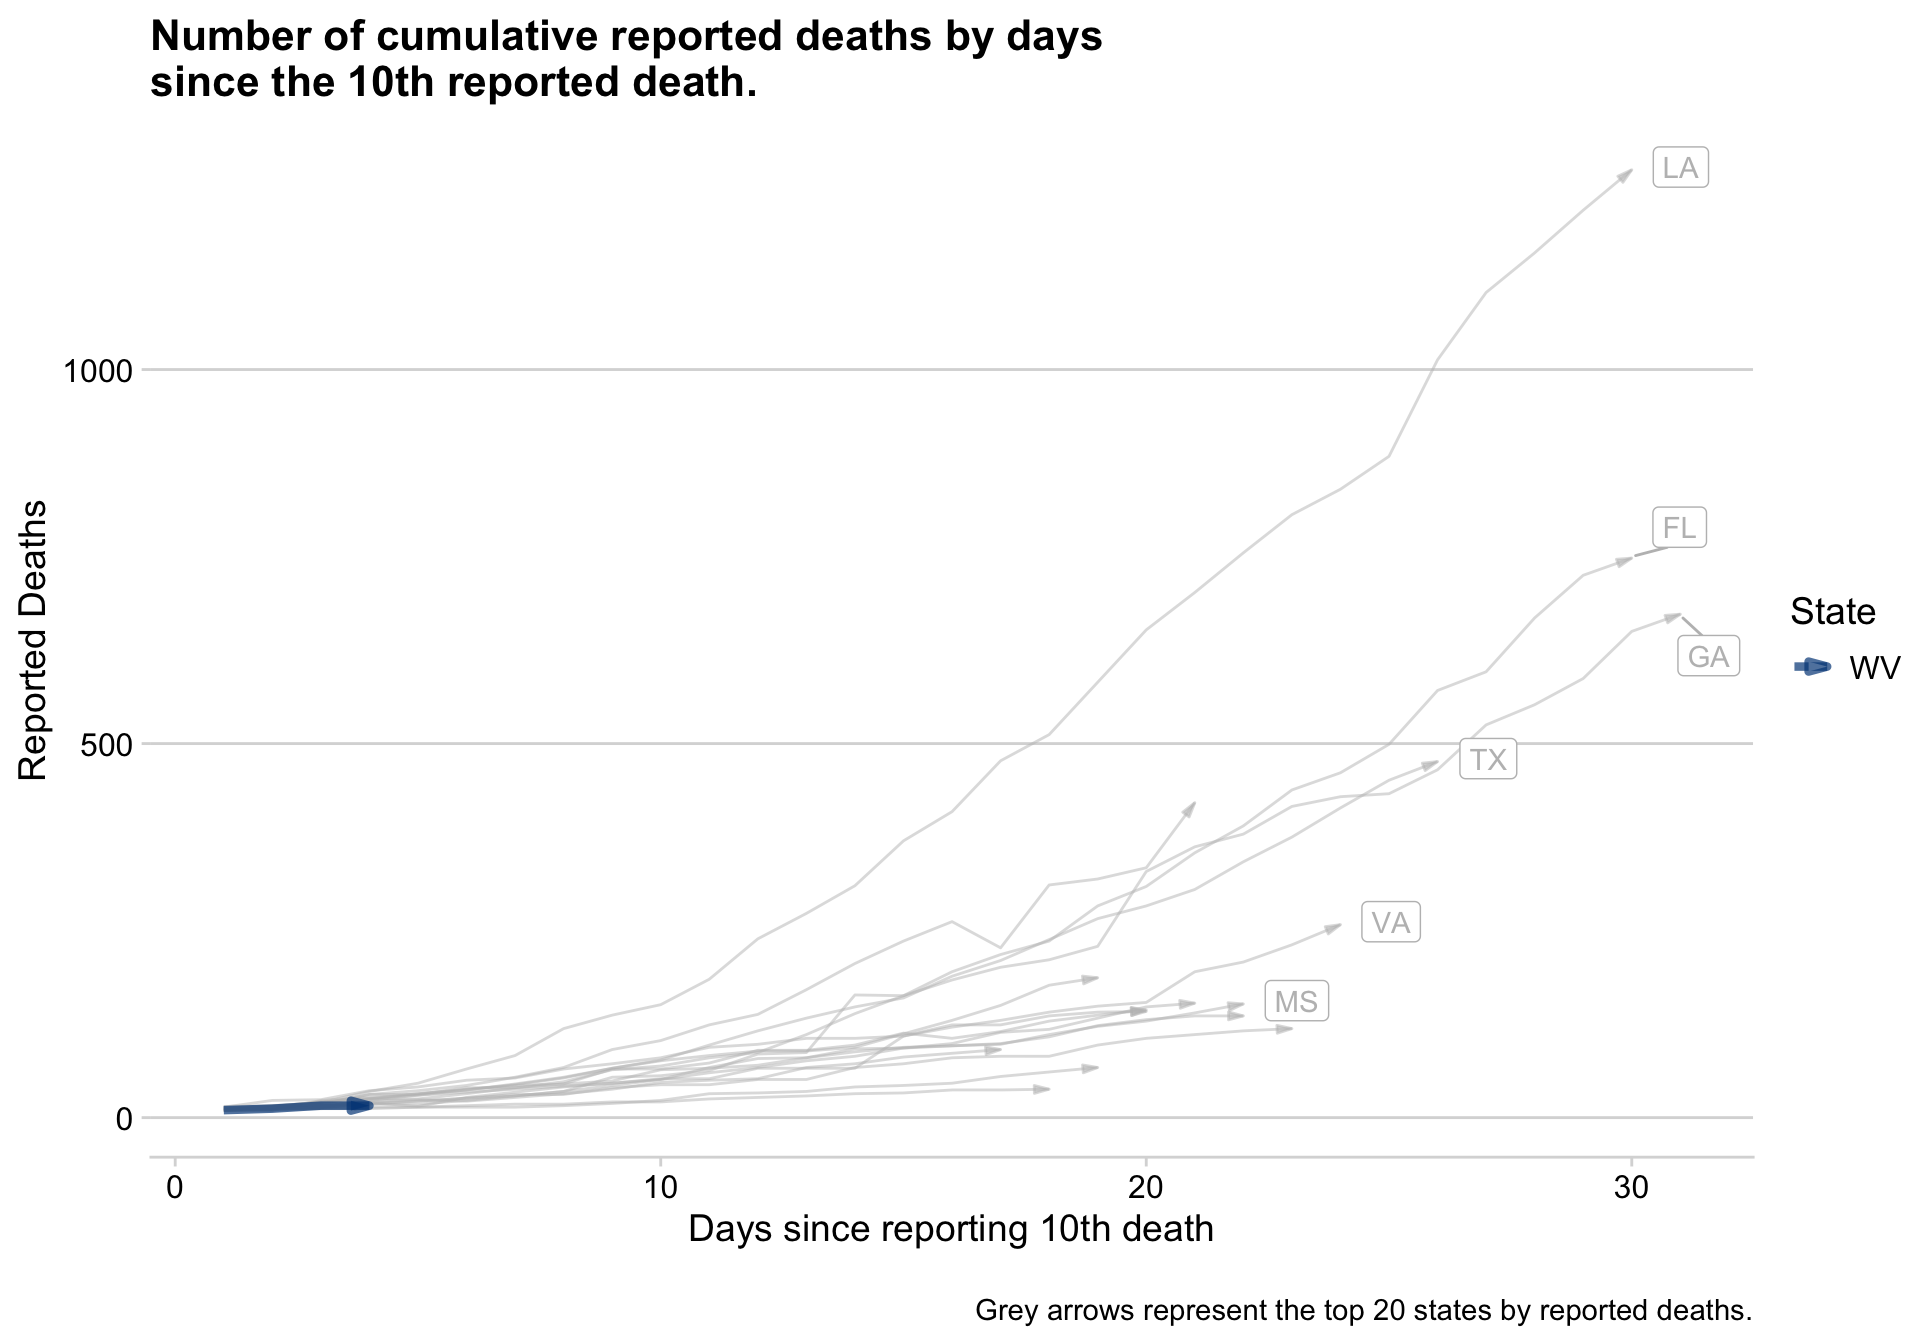 Number of cumulative reported deaths by days
since the 10th reported death.
LA
1000
FL
Reported Deaths
State
GA
WV
500
TX
VA
MS
0
0 10 20 30
Days since reporting 10th death
Grey arrows represent the top 20 states by reported deaths.